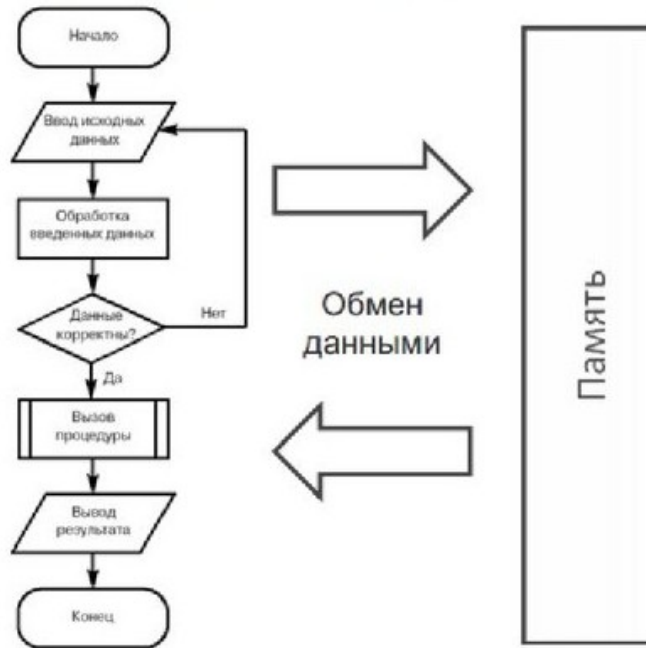 Начало
Ввод исходных
данных
Обработка
введенных данных
Данные
корректны?
Нет
Да
Вызов
процедуры
Вывод
результата
Конец
Обмен
данными
Память